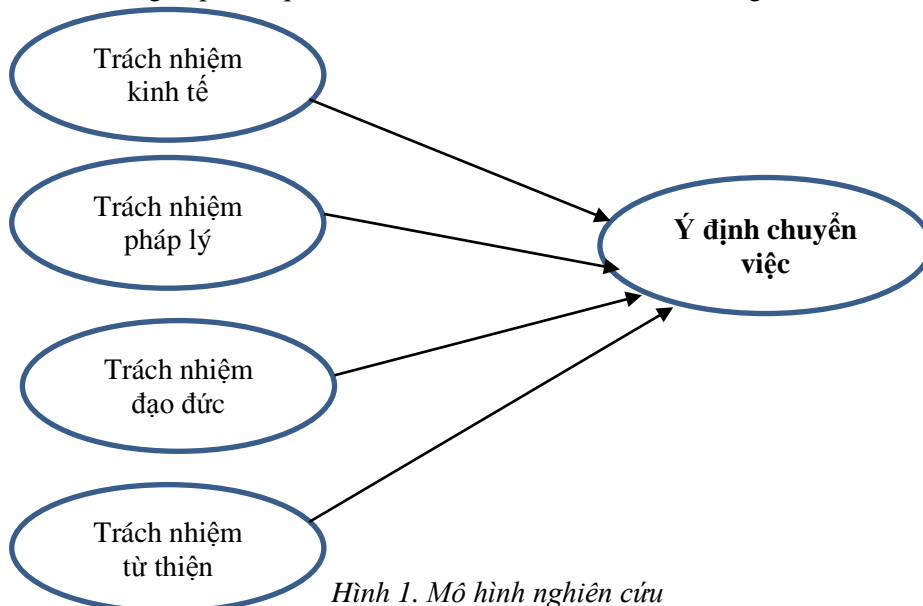 Trách nhiệm
kinh tế
Trách nhiệm
pháp lý
Ý định chuyển
việc
Trách nhiệm
đạo đức
Trách nhiệm
từ thiện
Hình 1. Mô hình nghiên cứu